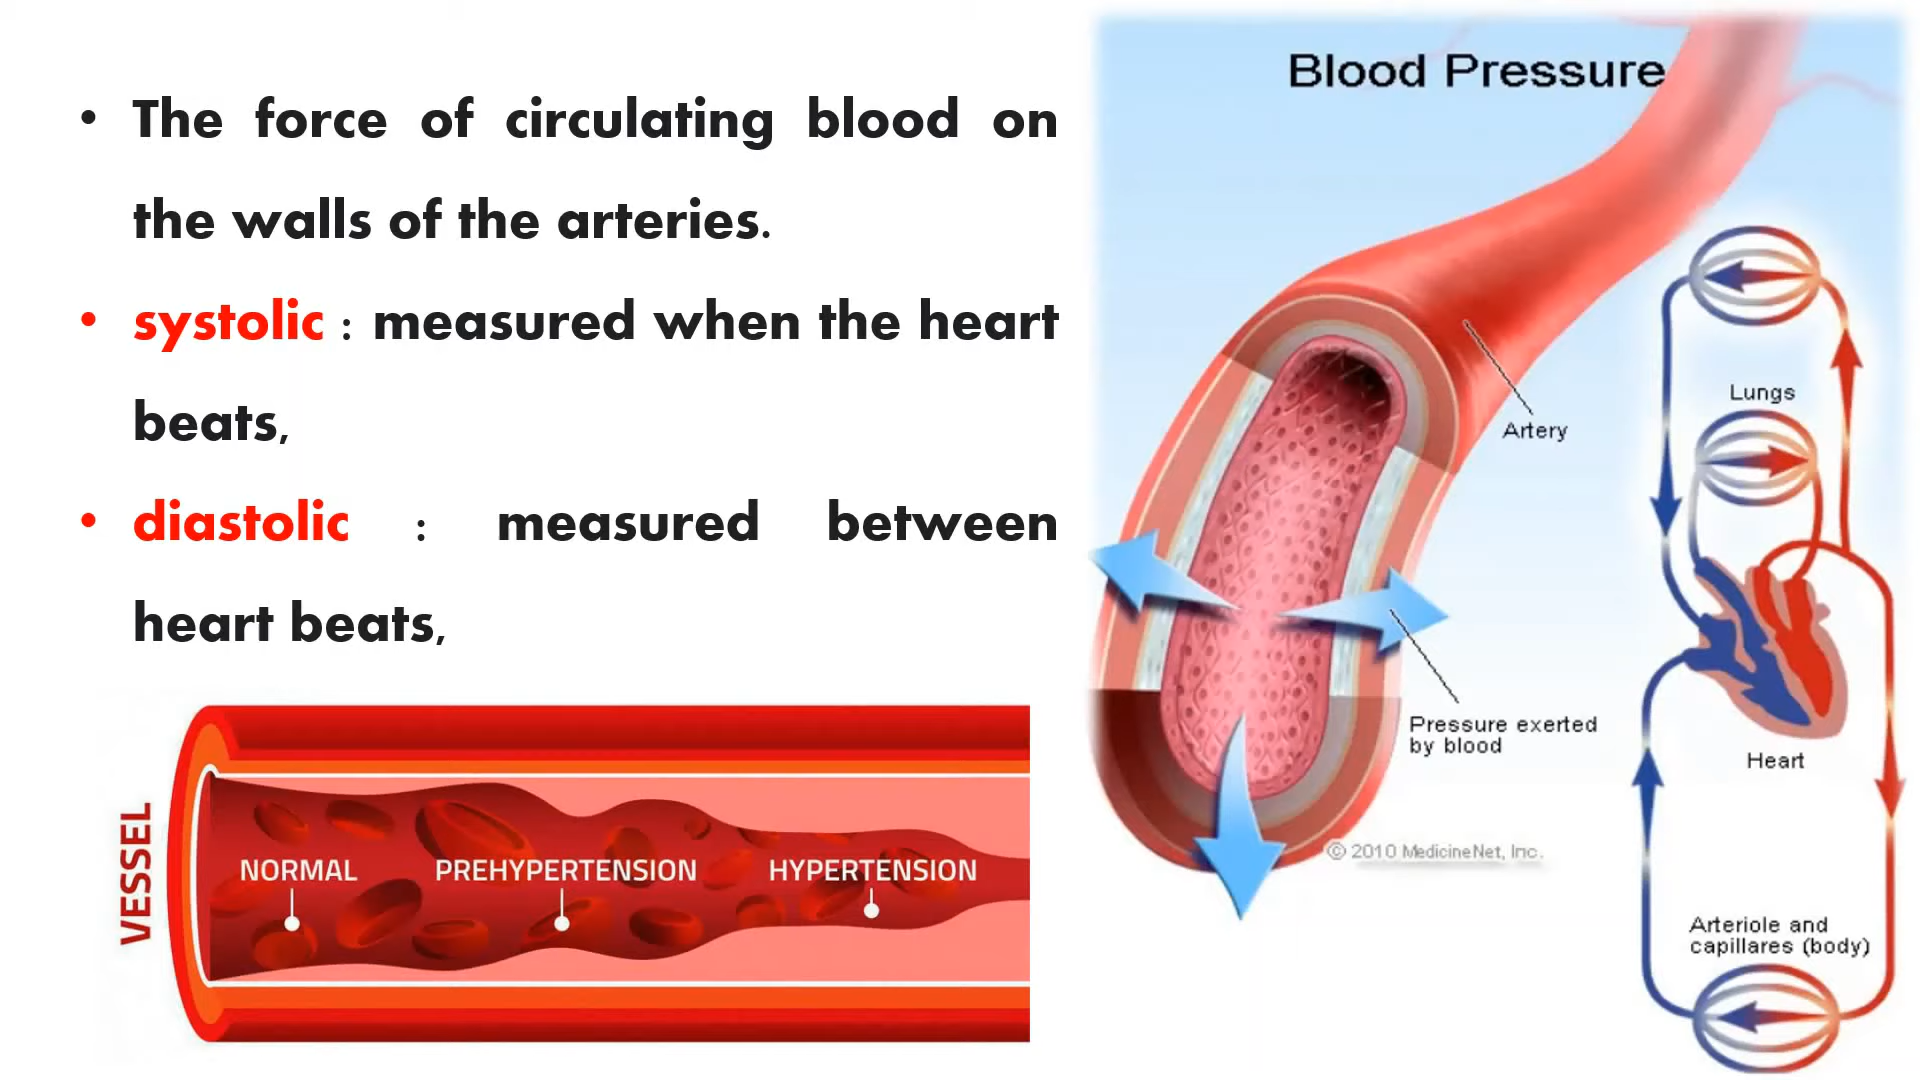 • The force of circulating blood on
the walls of the arteries.
• systolic : measured when the heart
beats,
• diastolic : measured between
heart beats,
VESSEL
NORMAL
PREHYPERTENSION
HYPERTENSION
Blood Pressure
Artery
Lungs
Pressure exerted
by blood
Heart
© 2010 MedicineNet, Inc.
Arteriole and
capillares (body)